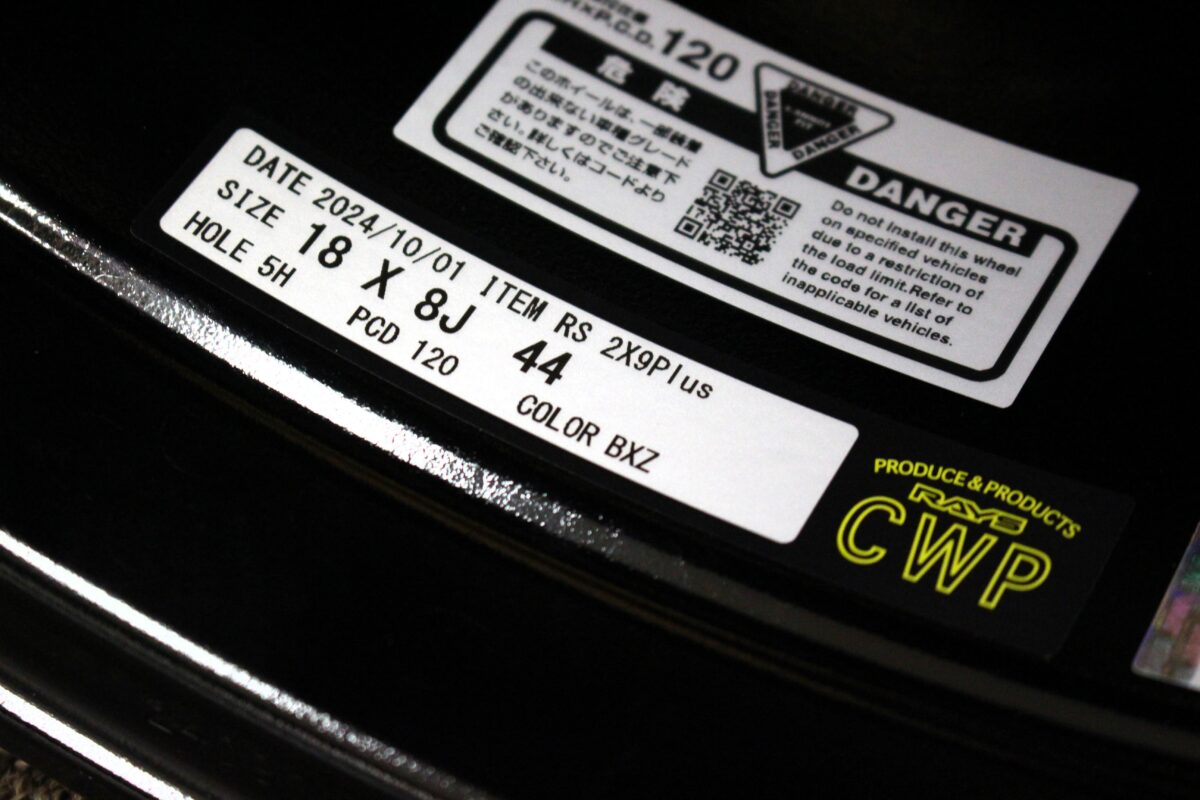 P.C.D. 120
危険
このホイールは、一部装着
の出来ない車種グレード
がありますのでご注意下
さい。詳しくはコードより
ご確認下さい。
DANGER
DANGER
DANGER
DANGER
Do not install this wheel
on specified vehicles
due to a restriction of
the load limit.Refer to
the code for a list of
inapplicable vehicles.
DATE 2024/10/01 ITEM RS 2X9Plus
SIZE 18 X 8J 44
HOLE 5H PCD 120 COLOR BXZ
PRODUCE & PRODUCTS
RAYS
CWP